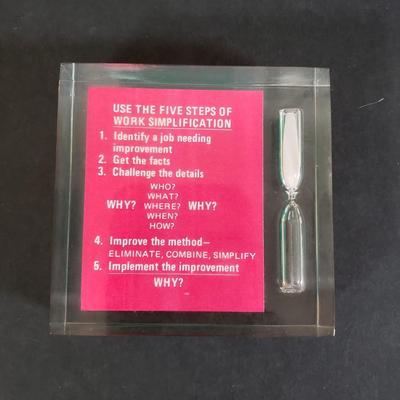 USE THE FIVE STEPS OF
WORK SIMPLIFICATION
1. Identify a job needing
improvement
2. Get the facts
3. Challenge the details
WHO?
WHAT?
WHY? WHERE? WHY?
WHEN?
HOW?
4. Improve the method—
ELIMINATE, COMBINE, SIMPLIFY
5. Implement the improvement
WHY?